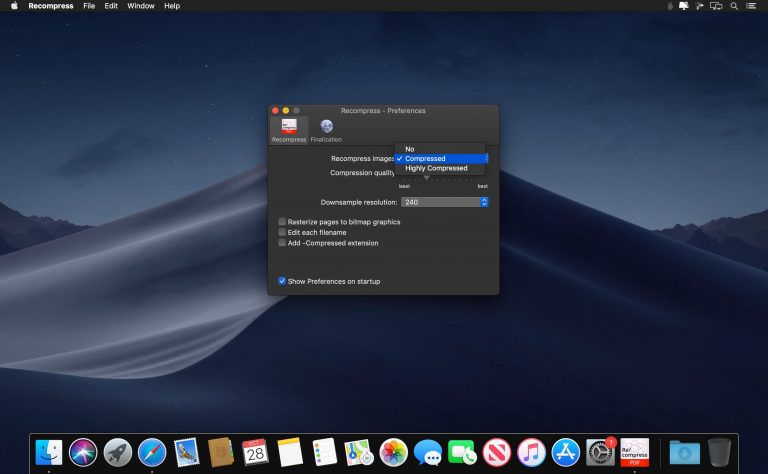 Recompress File Edit Window Help
Recompress – Preferences
Recompress Finalization
No
Recompress images: Compressed
Highly Compressed
Compression quality
least best
Downsample resolution: 240
Rasterize pages to bitmap graphics
Edit each filename
Add -Compressed extension
Show Preferences on startup
OCT
28
1
Re/
compress
PDF